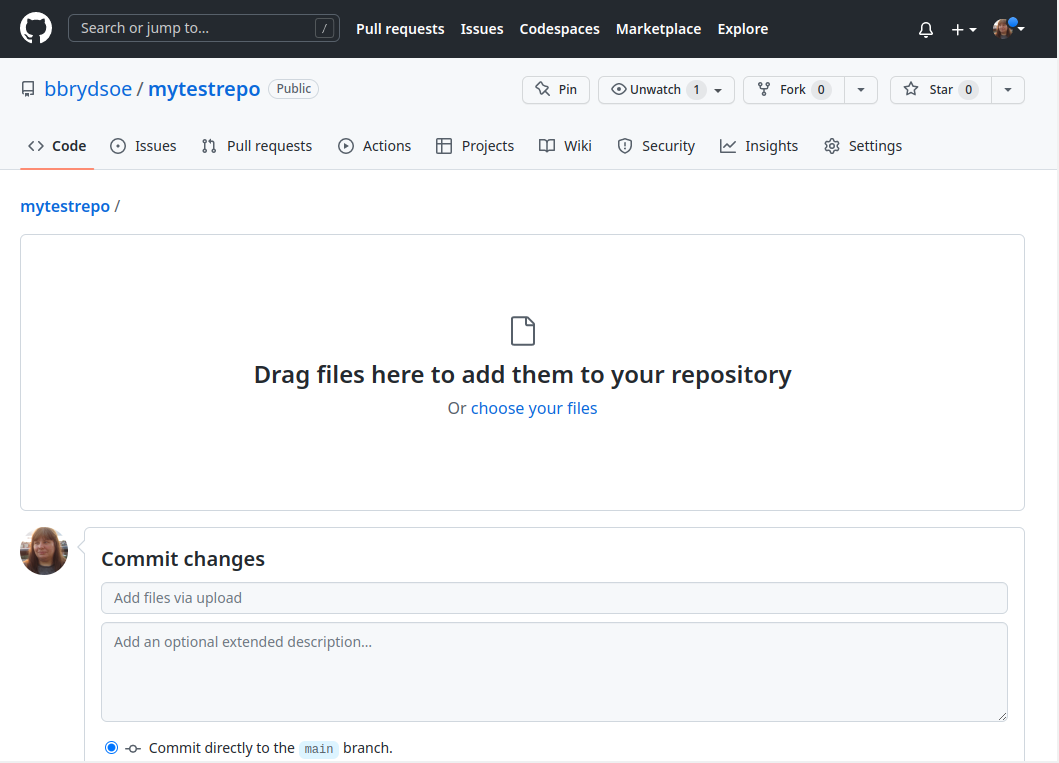 Search or jump to... /
Pull requests Issues Codespaces Marketplace Explore
bbrydsoe / mytestrepo Public
Pin Unwatch 1 Fork 0 Star 0
Code Issues Pull requests Actions Projects Wiki Security Insights Settings
mytestrepo /
Drag files here to add them to your repository
Or choose your files
Commit changes
Add files via upload
Add an optional extended description...
Commit directly to the main branch.